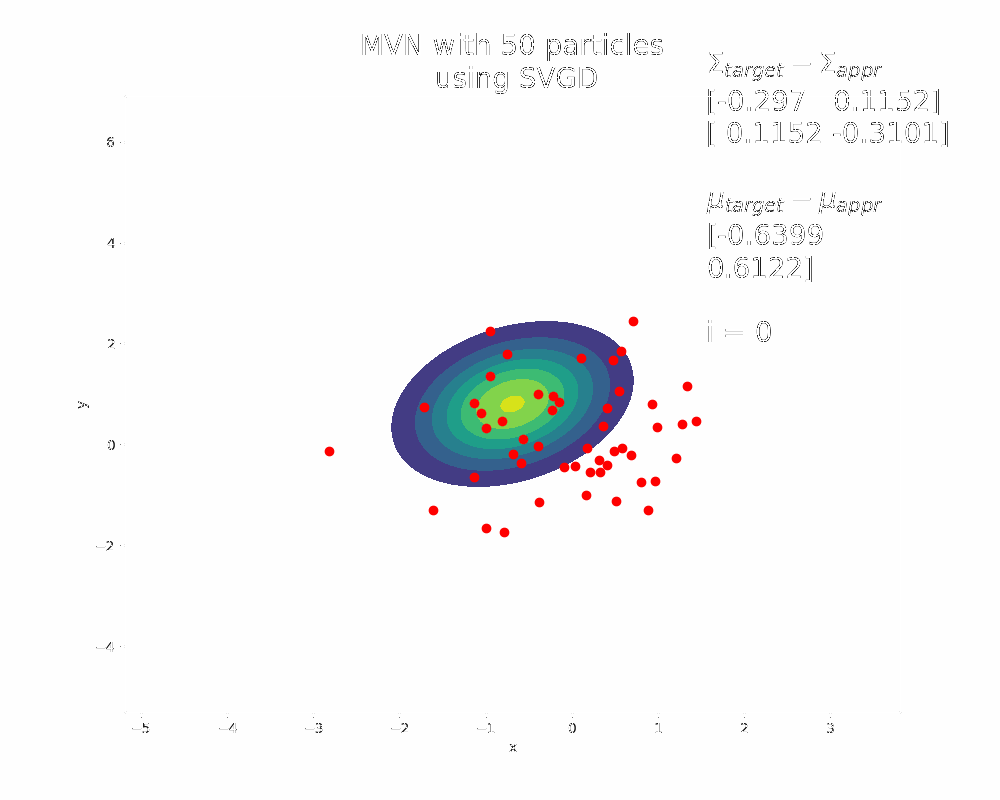 MVN with 50 particles
using SVGD
Σtarget − Σappr
[-0.297 0.1152]
[ 0.1152 -0.3101]
μtarget − μappr
[-0.6399
0.6122]
i = 0
6
4
2
0
−2
−4
y
−5 −4 −3 −2 −1 0 1 2 3
x